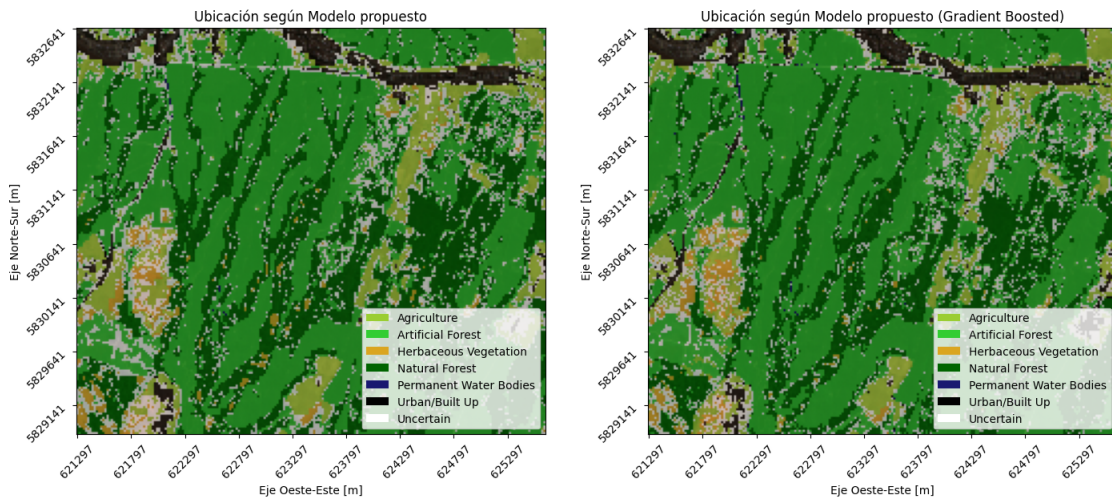 Ubicación según Modelo propuesto
Eje Norte-Sur [m]
5832641
5832141
5831641
5831141
5830641
5830141
5829641
5829141
Agriculture
Artificial Forest
Herbaceous Vegetation
Natural Forest
Permanent Water Bodies
Urban/Built Up
Uncertain
621297
621797
622297
622797
623297
623797
624297
624797
625297
Eje Oeste-Este [m]
Ubicación según Modelo propuesto (Gradient Boosted)
Eje Norte-Sur [m]
5832641
5832141
5831641
5831141
5830641
5830141
5829641
5829141
Agriculture
Artificial Forest
Herbaceous Vegetation
Natural Forest
Permanent Water Bodies
Urban/Built Up
Uncertain
621297
621797
622297
622797
623297
623797
624297
624797
625297
Eje Oeste-Este [m]